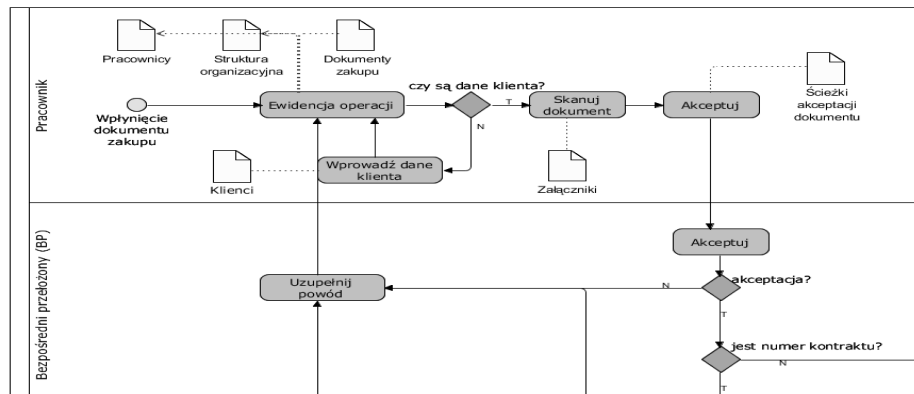 Pracownik
Pracownicy
Struktura
organizacyjna
Dokumenty
zakupu
Wpłynięcie
dokumentu
zakupu
Ewidencja operacji
czy są dane klienta?
T
N
Skanuj
dokument
Akceptuj
Ścieżki
akceptacji
dokumentu
Klienci
Wprowadź dane
klienta
Załączniki
Bezpośredni przełożony (BP)
Akceptuj
akceptacja?
N
T
Uzupełnij
powód
jest numer kontraktu?
N
T